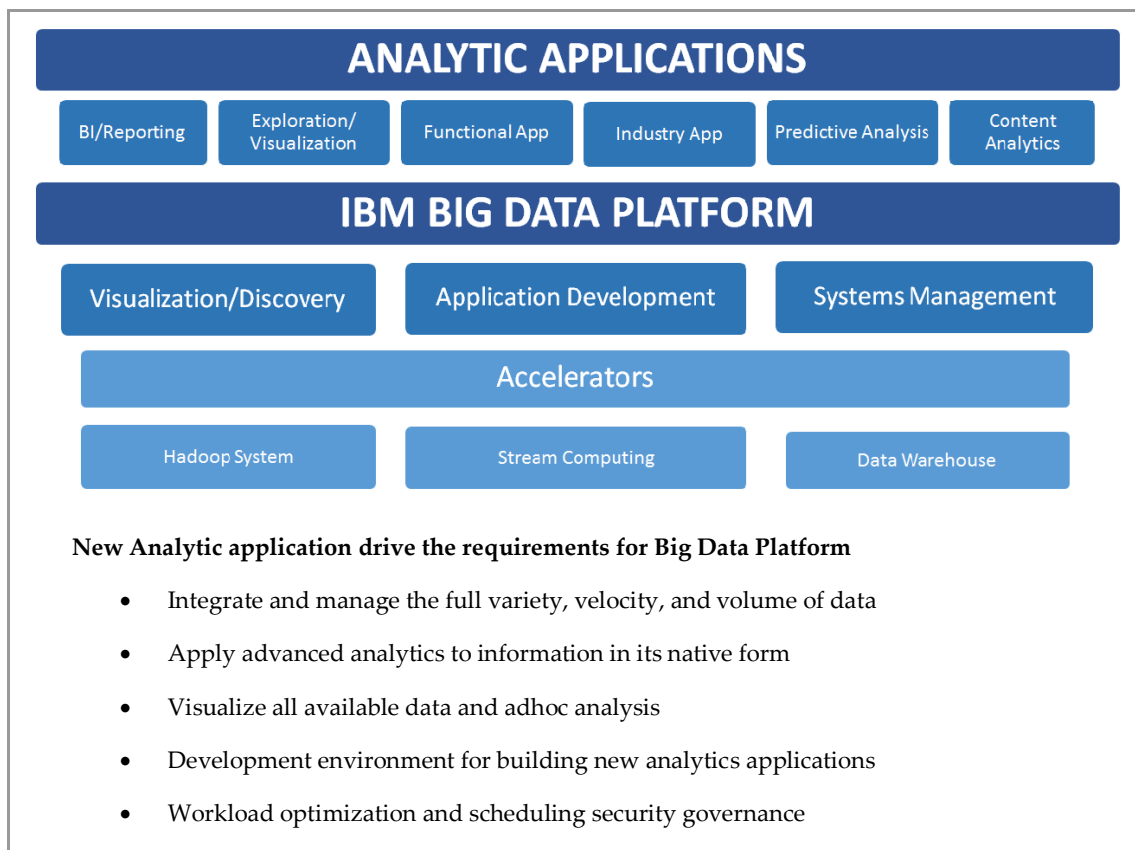 ANALYTIC APPLICATIONS
BI/Reporting
Exploration/
Visualization
Functional App
Industry App
Predictive Analysis
Content
Analytics
IBM BIG DATA PLATFORM
Visualization/Discovery
Application Development
Systems Management
Accelerators
Hadoop System
Stream Computing
Data Warehouse
New Analytic application drive the requirements for Big Data Platform
• Integrate and manage the full variety, velocity, and volume of data
• Apply advanced analytics to information in its native form
• Visualize all available data and adhoc analysis
• Development environment for building new analytics applications
• Workload optimization and scheduling security governance